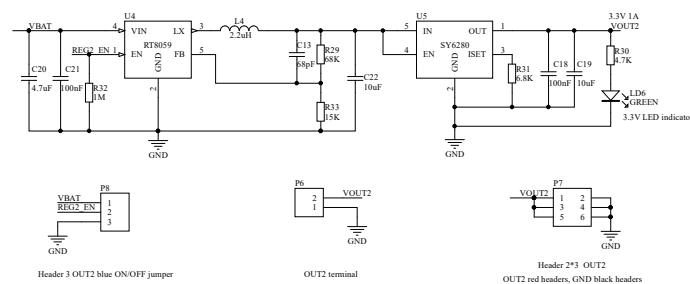 U4
L4
U5
3.3V 1A
VBAT
4
VIN
LX
3
2.2uH
5
IN
OUT
1
VOUT2
REG2_EN
1
EN
RT8059
FB
5
C13
68pF
R29
68K
4
EN
SY6280
ISET
3
R30
4.7K
C20
4.7uF
C21
100nF
R32
1M
GND
2
C22
10uF
GND
2
R31
6.8K
C18
100nF
C19
10uF
LD6
GREEN
R33
15K
3.3V LED indicato
GND
GND
P8
VBAT
1
REG2_EN
2
3
GND
P6
2
VOUT2
1
GND
P7
VOUT2
1 2
3 4
5 6
GND
Header 3 OUT2 blue ON/OFF jumper
OUT2 terminal
Header 2*3 OUT2
OUT2 red headers, GND black headers